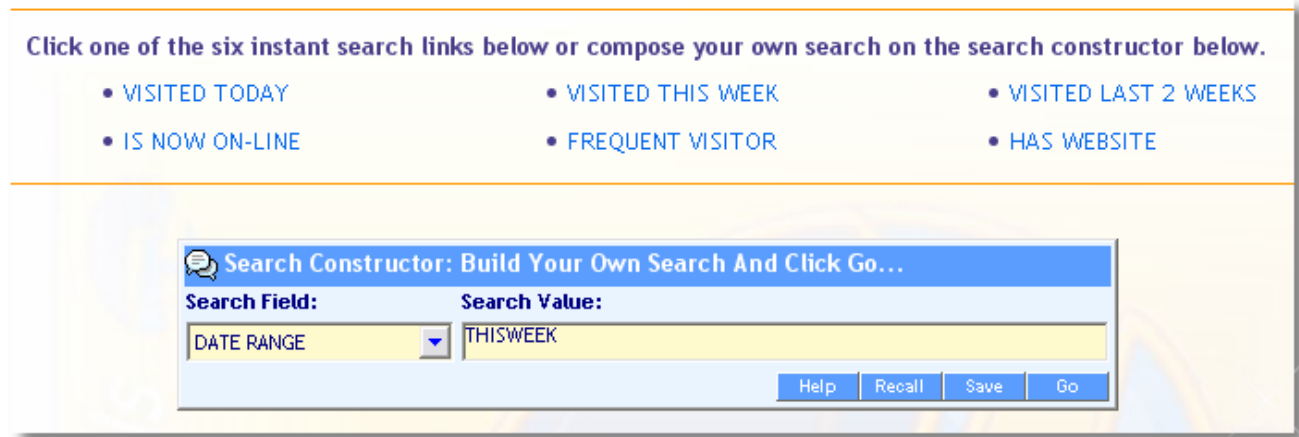 Click one of the six instant search links below or compose your own search on the search constructor below.
• VISITED TODAY • VISITED THIS WEEK • VISITED LAST 2 WEEKS
• IS NOW ON-LINE • FREQUENT VISITOR • HAS WEBSITE
Search Constructor: Build Your Own Search And Click Go...
Search Field: Search Value:
DATE RANGE THISWEEK
Help Recall Save Go